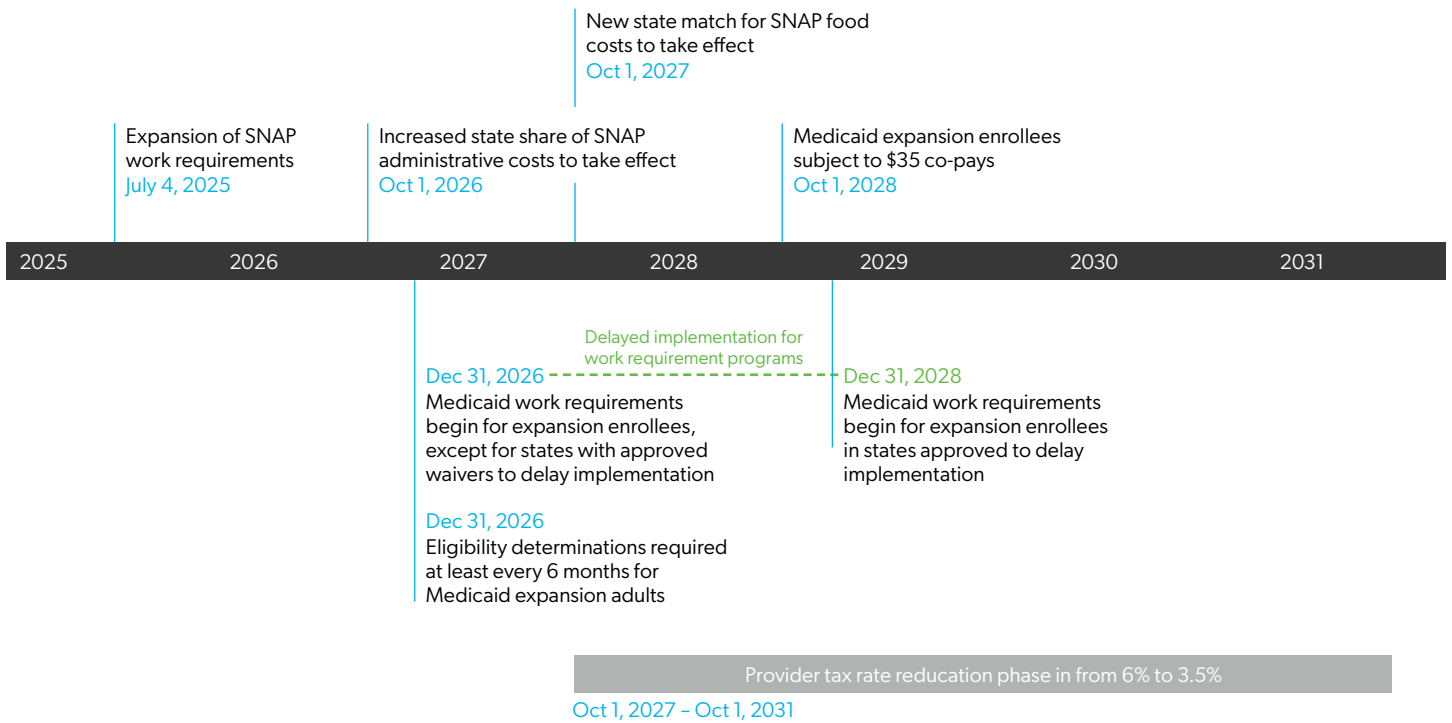 New state match for SNAP food
costs to take effect
Oct 1, 2027
Expansion of SNAP
work requirements
July 4, 2025
Increased state share of SNAP
administrative costs to take effect
Oct 1, 2026
Medicaid expansion enrollees
subject to $35 co-pays
Oct 1, 2028
2025 2026 2027 2028 2029 2030 2031
Delayed implementation for
work requirement programs
Dec 31, 2026
Medicaid work requirements
begin for expansion enrollees,
except for states with approved
waivers to delay implementation
Dec 31, 2028
Medicaid work requirements
begin for expansion enrollees
in states approved to delay
implementation
Dec 31, 2026
Eligibility determinations required
at least every 6 months for
Medicaid expansion adults
Provider tax rate reducation phase in from 6% to 3.5%
Oct 1, 2027 – Oct 1, 2031